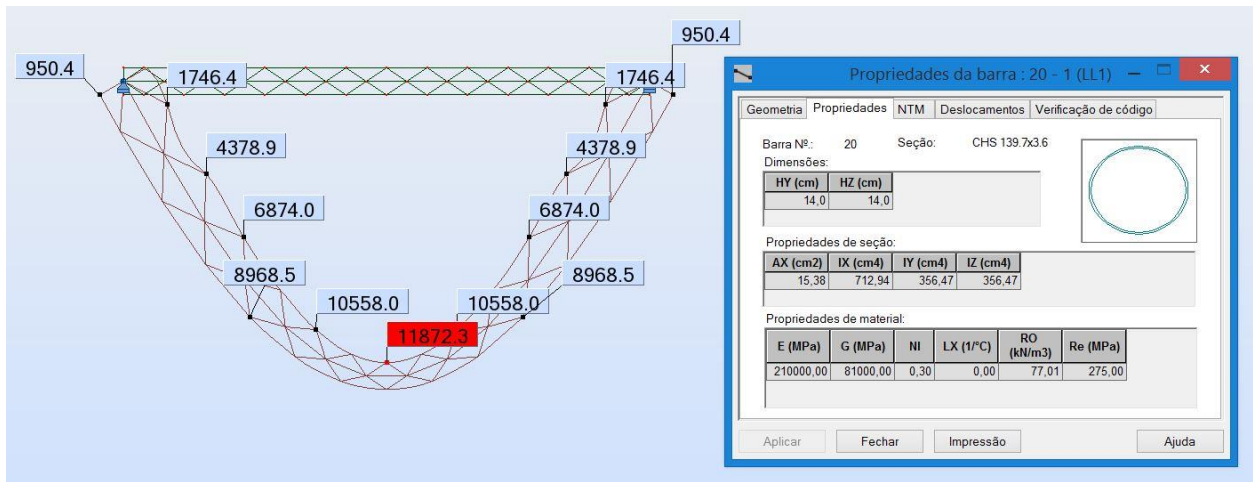 950.4
950.4
1746.4
1746.4
4378.9
4378.9
6874.0
6874.0
8968.5
8968.5
10558.0
10558.0
11872.3
Propriedades da barra : 20 - 1 (LL1)
Geometria Propriedades NTM Deslocamentos Verificação de código
Barra Nº.: 20 Seção: CHS 139.7x3.6
Dimensões:
HY (cm) HZ (cm)
14,0 14,0
Propriedades de seção:
AX (cm2) IX (cm4) IY (cm4) IZ (cm4)
15,38 712,94 356,47 356,47
Propriedades de material:
E (MPa) G (MPa) NI LX (1/°C) RO (kN/m3) Re (MPa)
210000,00 81000,00 0,30 0,00 77,01 275,00
Aplicar Fechar Impressão Ajuda